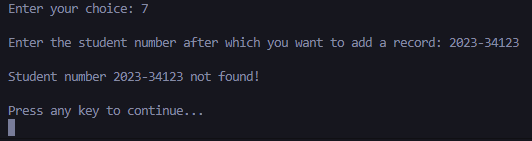 Enter your choice: 7
Enter the student number after which you want to add a record: 2023-34123
Student number 2023-34123 not found!
Press any key to continue...